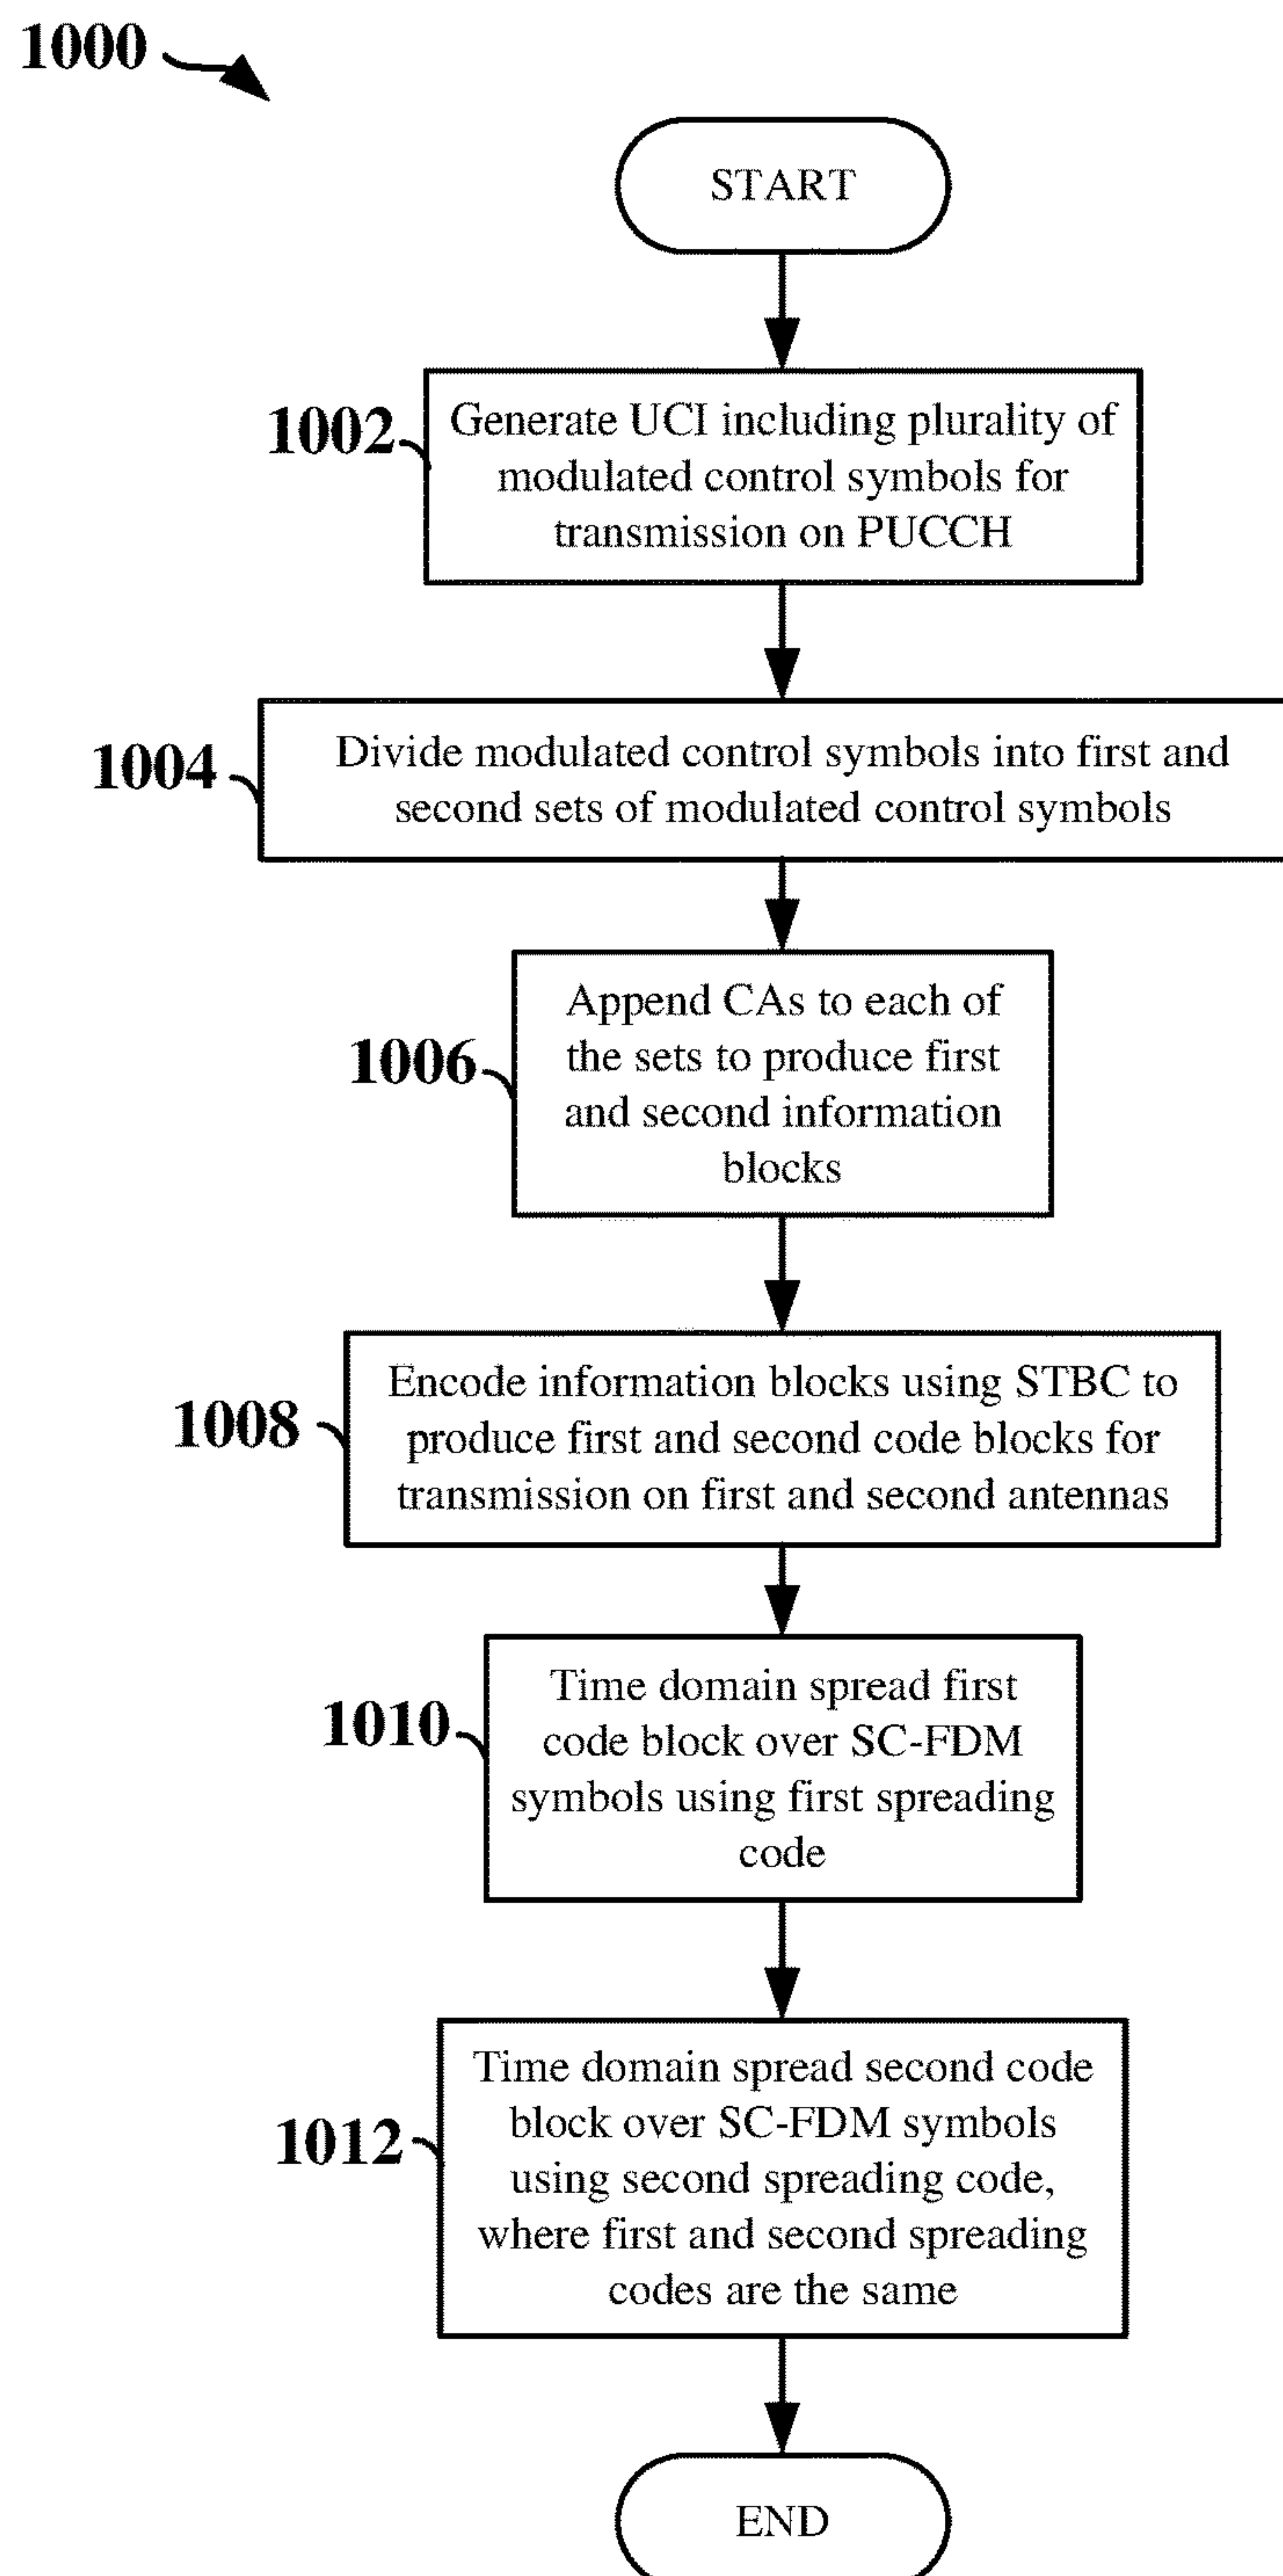 1000
START
1002
Generate UCI including plurality of
modulated control symbols for
transmission on PUCCH
1004
Divide modulated control symbols into first and
second sets of modulated control symbols
1006
Append CAs to each of
the sets to produce first
and second information
blocks
1008
Encode information blocks using STBC to
produce first and second code blocks for
transmission on first and second antennas
1010
Time domain spread first
code block over SC-FDM
symbols using first spreading
code
1012
Time domain spread second code
block over SC-FDM symbols
using second spreading code,
where first and second spreading
codes are the same
END